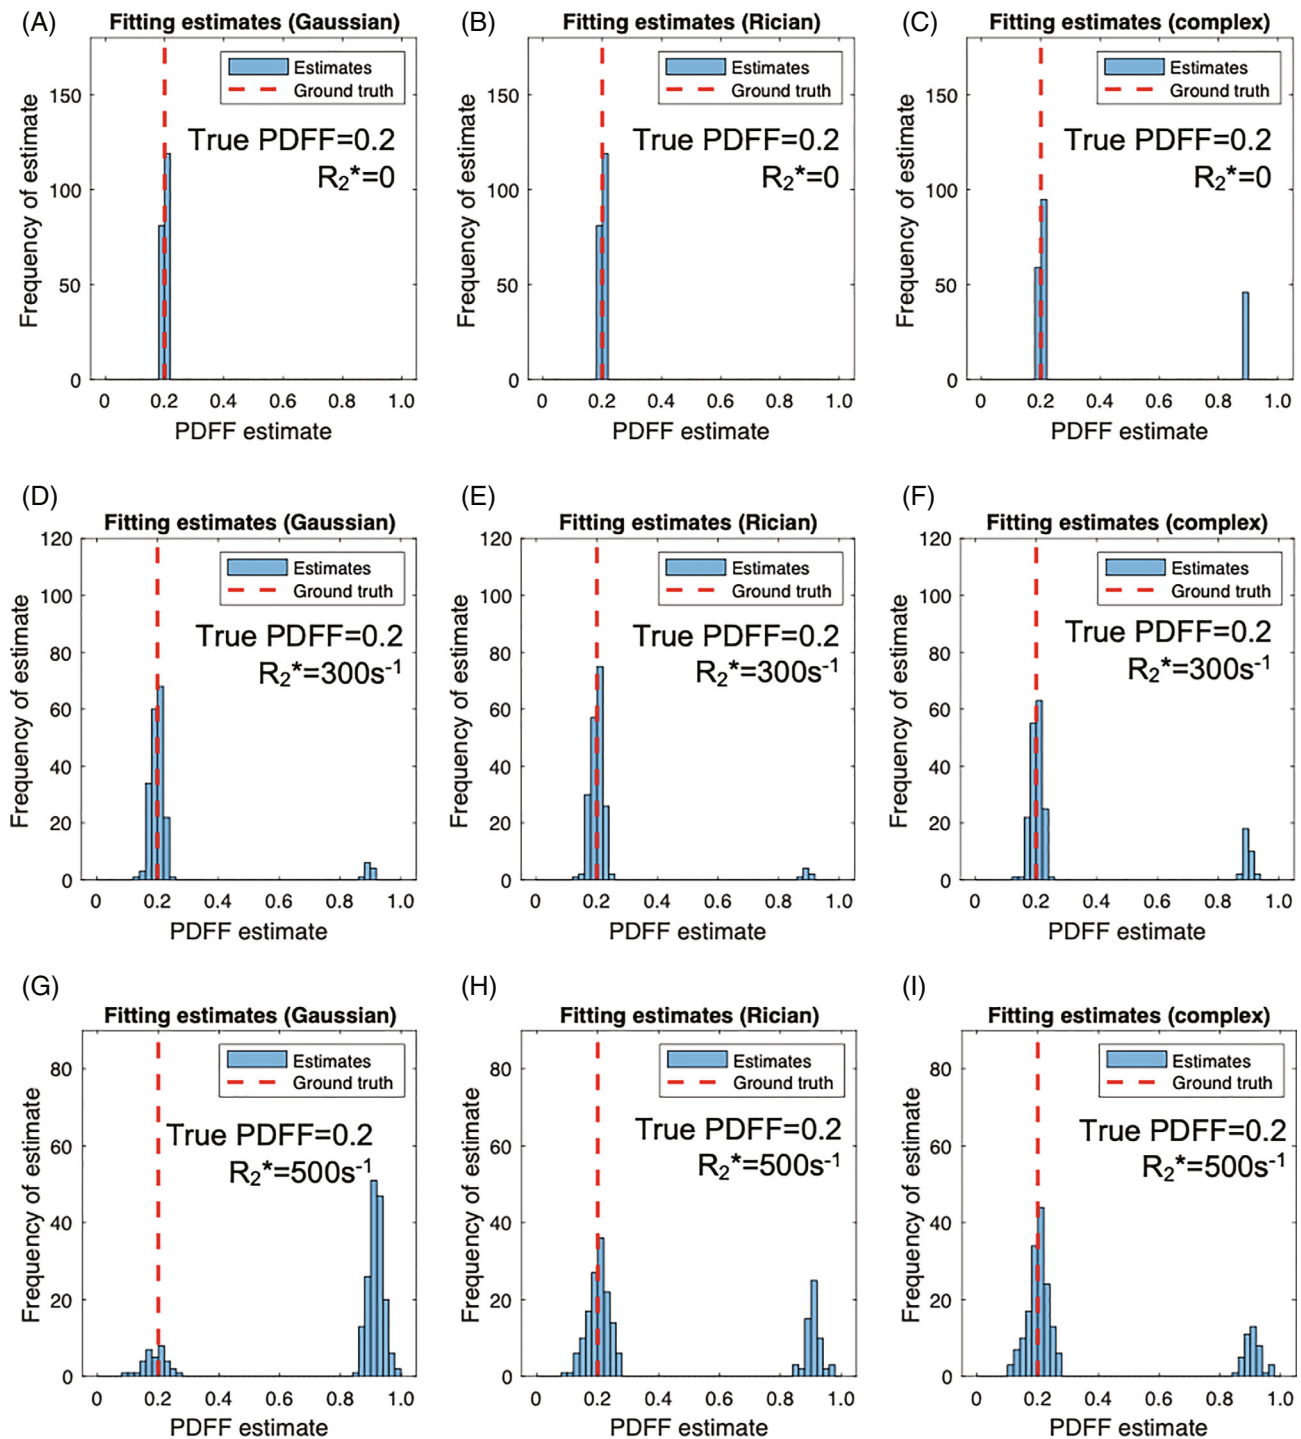 (A)
Fitting estimates (Gaussian)
Estimates
Ground truth
True PDFF=0.2
R₂*=0
Frequency of estimate
150
100
50
0
0 0.2 0.4 0.6 0.8 1.0
PDFF estimate
(B)
Fitting estimates (Rician)
Estimates
Ground truth
True PDFF=0.2
R₂*=0
Frequency of estimate
150
100
50
0
0 0.2 0.4 0.6 0.8 1.0
PDFF estimate
(C)
Fitting estimates (complex)
Estimates
Ground truth
True PDFF=0.2
R₂*=0
Frequency of estimate
150
100
50
0
0 0.2 0.4 0.6 0.8 1.0
PDFF estimate
(D)
Fitting estimates (Gaussian)
Estimates
Ground truth
True PDFF=0.2
R₂*=300s⁻¹
Frequency of estimate
120
100
80
60
40
20
0
0 0.2 0.4 0.6 0.8 1.0
PDFF estimate
(E)
Fitting estimates (Rician)
Estimates
Ground truth
True PDFF=0.2
R₂*=300s⁻¹
Frequency of estimate
120
100
80
60
40
20
0
0 0.2 0.4 0.6 0.8 1.0
PDFF estimate
(F)
Fitting estimates (complex)
Estimates
Ground truth
True PDFF=0.2
R₂*=300s⁻¹
Frequency of estimate
120
100
80
60
40
20
0
0 0.2 0.4 0.6 0.8 1.0
PDFF estimate
(G)
Fitting estimates (Gaussian)
Estimates
Ground truth
True PDFF=0.2
R₂*=500s⁻¹
Frequency of estimate
80
60
40
20
0
0 0.2 0.4 0.6 0.8 1.0
PDFF estimate
(H)
Fitting estimates (Rician)
Estimates
Ground truth
True PDFF=0.2
R₂*=500s⁻¹
Frequency of estimate
80
60
40
20
0
0 0.2 0.4 0.6 0.8 1.0
PDFF estimate
(I)
Fitting estimates (complex)
Estimates
Ground truth
True PDFF=0.2
R₂*=500s⁻¹
Frequency of estimate
80
60
40
20
0
0 0.2 0.4 0.6 0.8 1.0
PDFF estimate